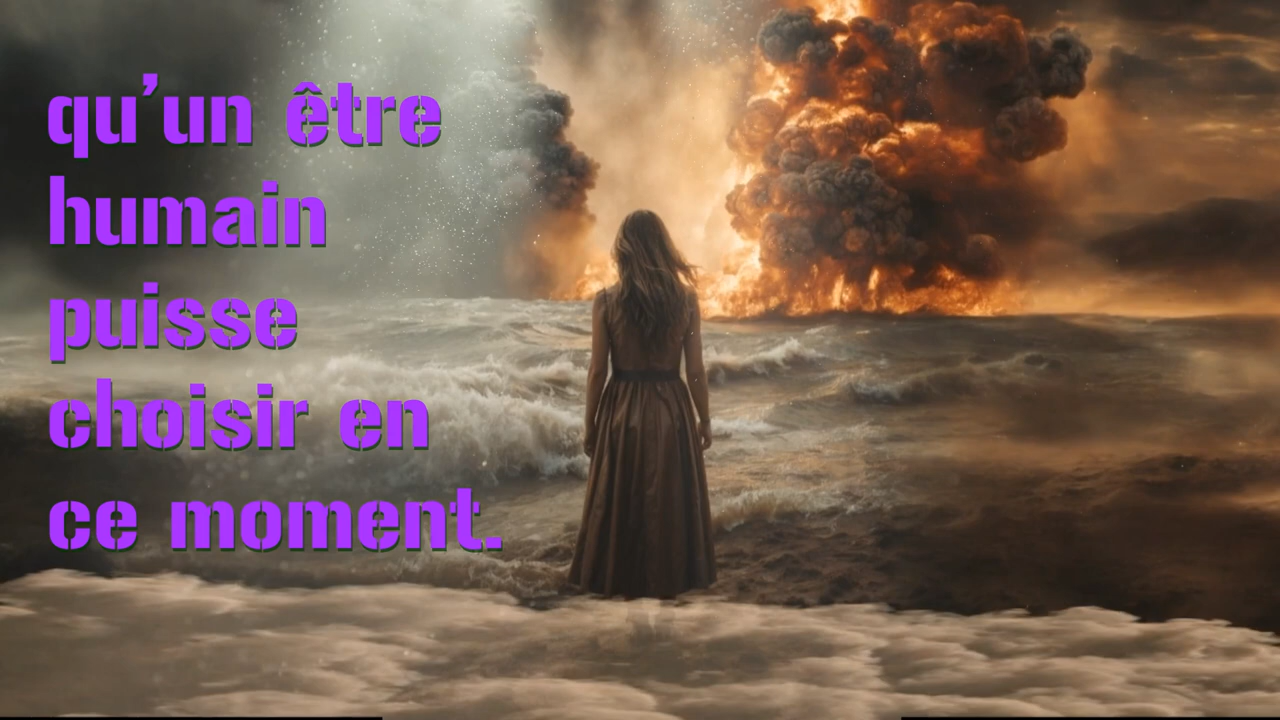 qu'un être
humain
puisse
choisir en
ce moment.